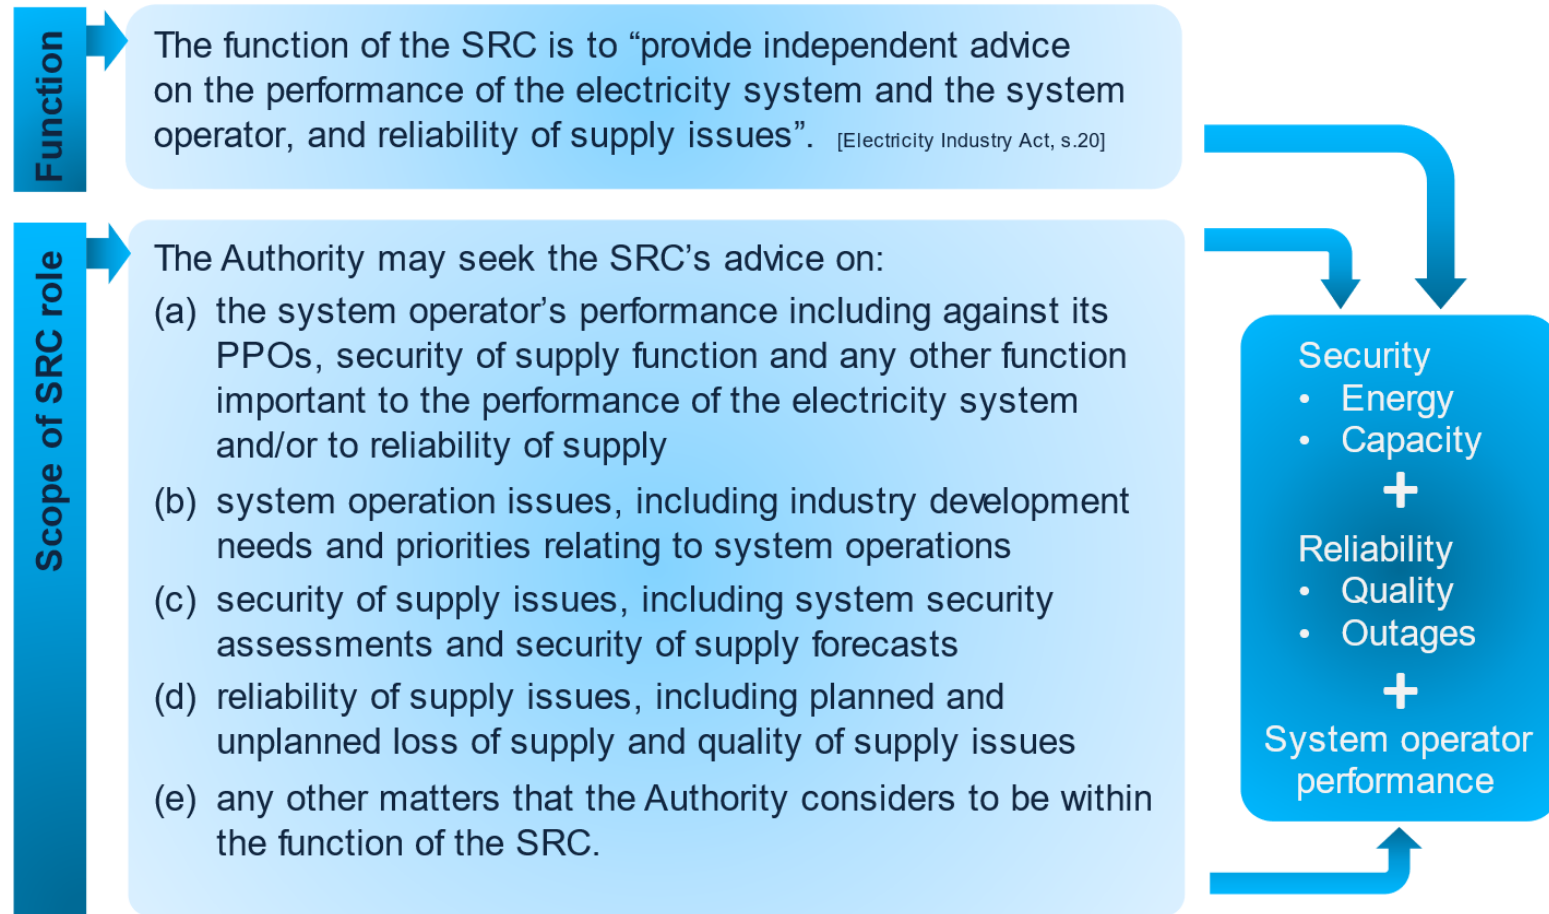 Function
The function of the SRC is to “provide independent advice
on the performance of the electricity system and the system
operator, and reliability of supply issues”. [Electricity Industry Act, s.20]
Scope of SRC role
The Authority may seek the SRC’s advice on:
(a) the system operator’s performance including against its
PPOs, security of supply function and any other function
important to the performance of the electricity system
and/or to reliability of supply
(b) system operation issues, including industry development
needs and priorities relating to system operations
(c) security of supply issues, including system security
assessments and security of supply forecasts
(d) reliability of supply issues, including planned and
unplanned loss of supply and quality of supply issues
(e) any other matters that the Authority considers to be within
the function of the SRC.
Security
• Energy
• Capacity
+
Reliability
• Quality
• Outages
+
System operator
performance